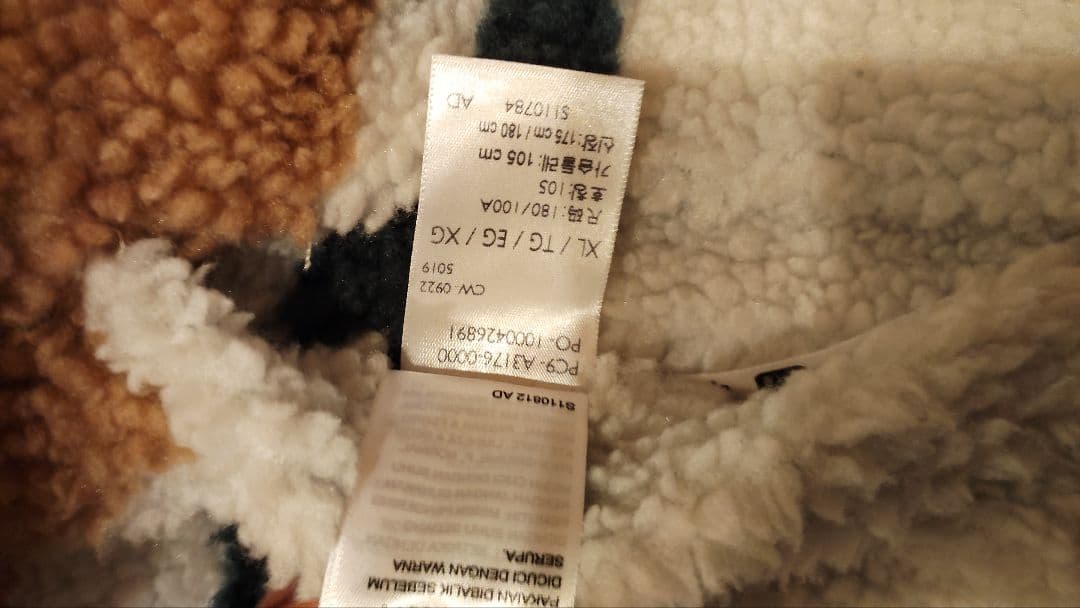 PAKAIAN DIBALIK SEBELUM
DICUCI DENGAN WARNA
SERUPA.
S110812 AD
PC9- A3176-0000
PO- 1000426891
CW- 0922
5019
XL / TG / EG / XG
尺码: 180/100A
호칭: 105
가슴둘레: 105 cm
신장: 175 cm / 180 cm
S110784 AD